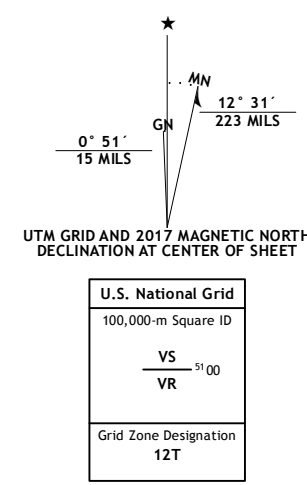 ★
MN
12° 31´
223 MILS
GN
0° 51´
15 MILS
UTM GRID AND 2017 MAGNETIC NORTH
DECLINATION AT CENTER OF SHEET
U.S. National Grid
100,000-m Square ID
VS
5100
VR
Grid Zone Designation
12T